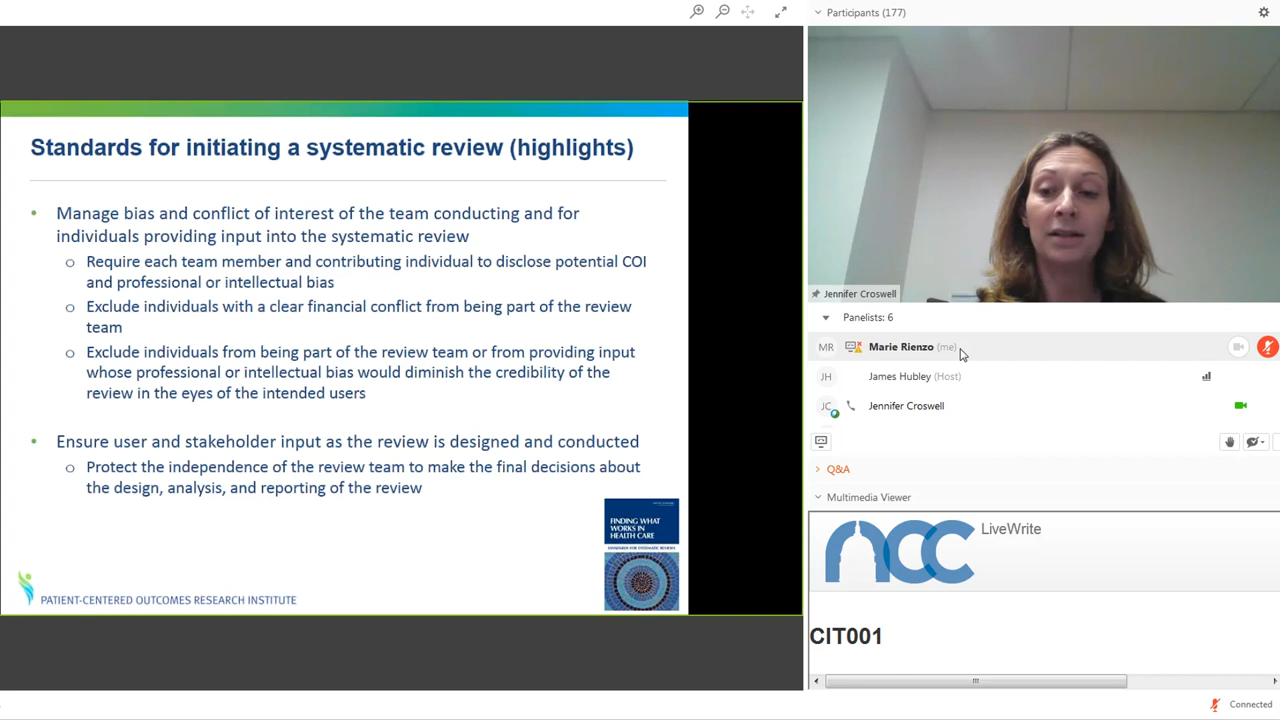 Participants (177)
Standards for initiating a systematic review (highlights)
• Manage bias and conflict of interest of the team conducting and for
individuals providing input into the systematic review
o Require each team member and contributing individual to disclose potential COI
and professional or intellectual bias
o Exclude individuals with a clear financial conflict from being part of the review
team
o Exclude individuals from being part of the review team or from providing input
whose professional or intellectual bias would diminish the credibility of the
review in the eyes of the intended users
• Ensure user and stakeholder input as the review is designed and conducted
o Protect the independence of the review team to make the final decisions about
the design, analysis, and reporting of the review
FINDING WHAT
WORKS IN
HEALTH CARE
STANDARDS FOR SYSTEMATIC REVIEWS
PATIENT-CENTERED OUTCOMES RESEARCH INSTITUTE
Jennifer Croswell
Panelists: 6
MR Marie Rienzo (me)
JH James Hubley (Host)
JC Jennifer Croswell
Q&A
Multimedia Viewer
ACC LiveWrite
CIT001
Connected